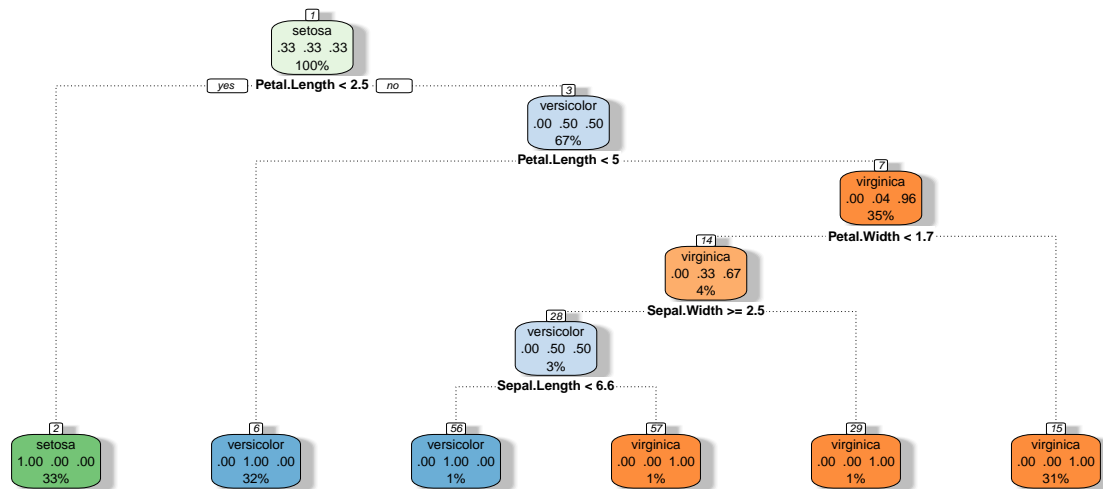 1
setosa
.33 .33 .33
100%
yes Petal.Length < 2.5 no
3
versicolor
.00 .50 .50
67%
Petal.Length < 5
7
virginica
.00 .04 .96
35%
Petal.Width < 1.7
14
virginica
.00 .33 .67
4%
Sepal.Width >= 2.5
28
versicolor
.00 .50 .50
3%
Sepal.Length < 6.6
2
setosa
1.00 .00 .00
33%
6
versicolor
.00 1.00 .00
32%
56
versicolor
.00 1.00 .00
1%
57
virginica
.00 .00 1.00
1%
29
virginica
.00 .00 1.00
1%
15
virginica
.00 .00 1.00
31%